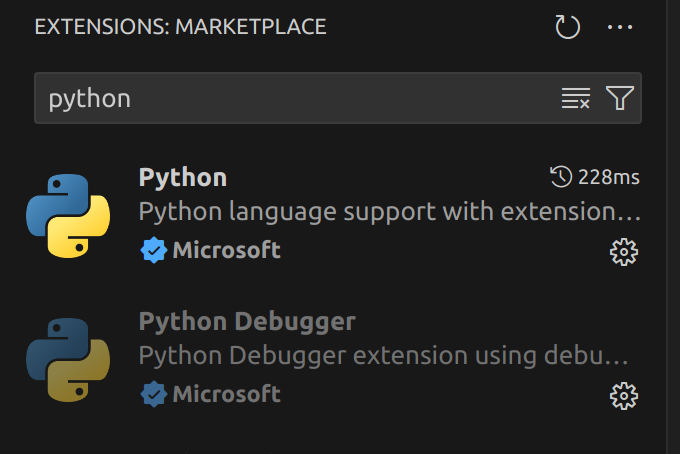 EXTENSIONS: MARKETPLACE
python
Python 228ms
Python language support with extension…
Microsoft
Python Debugger
Python Debugger extension using debu…
Microsoft